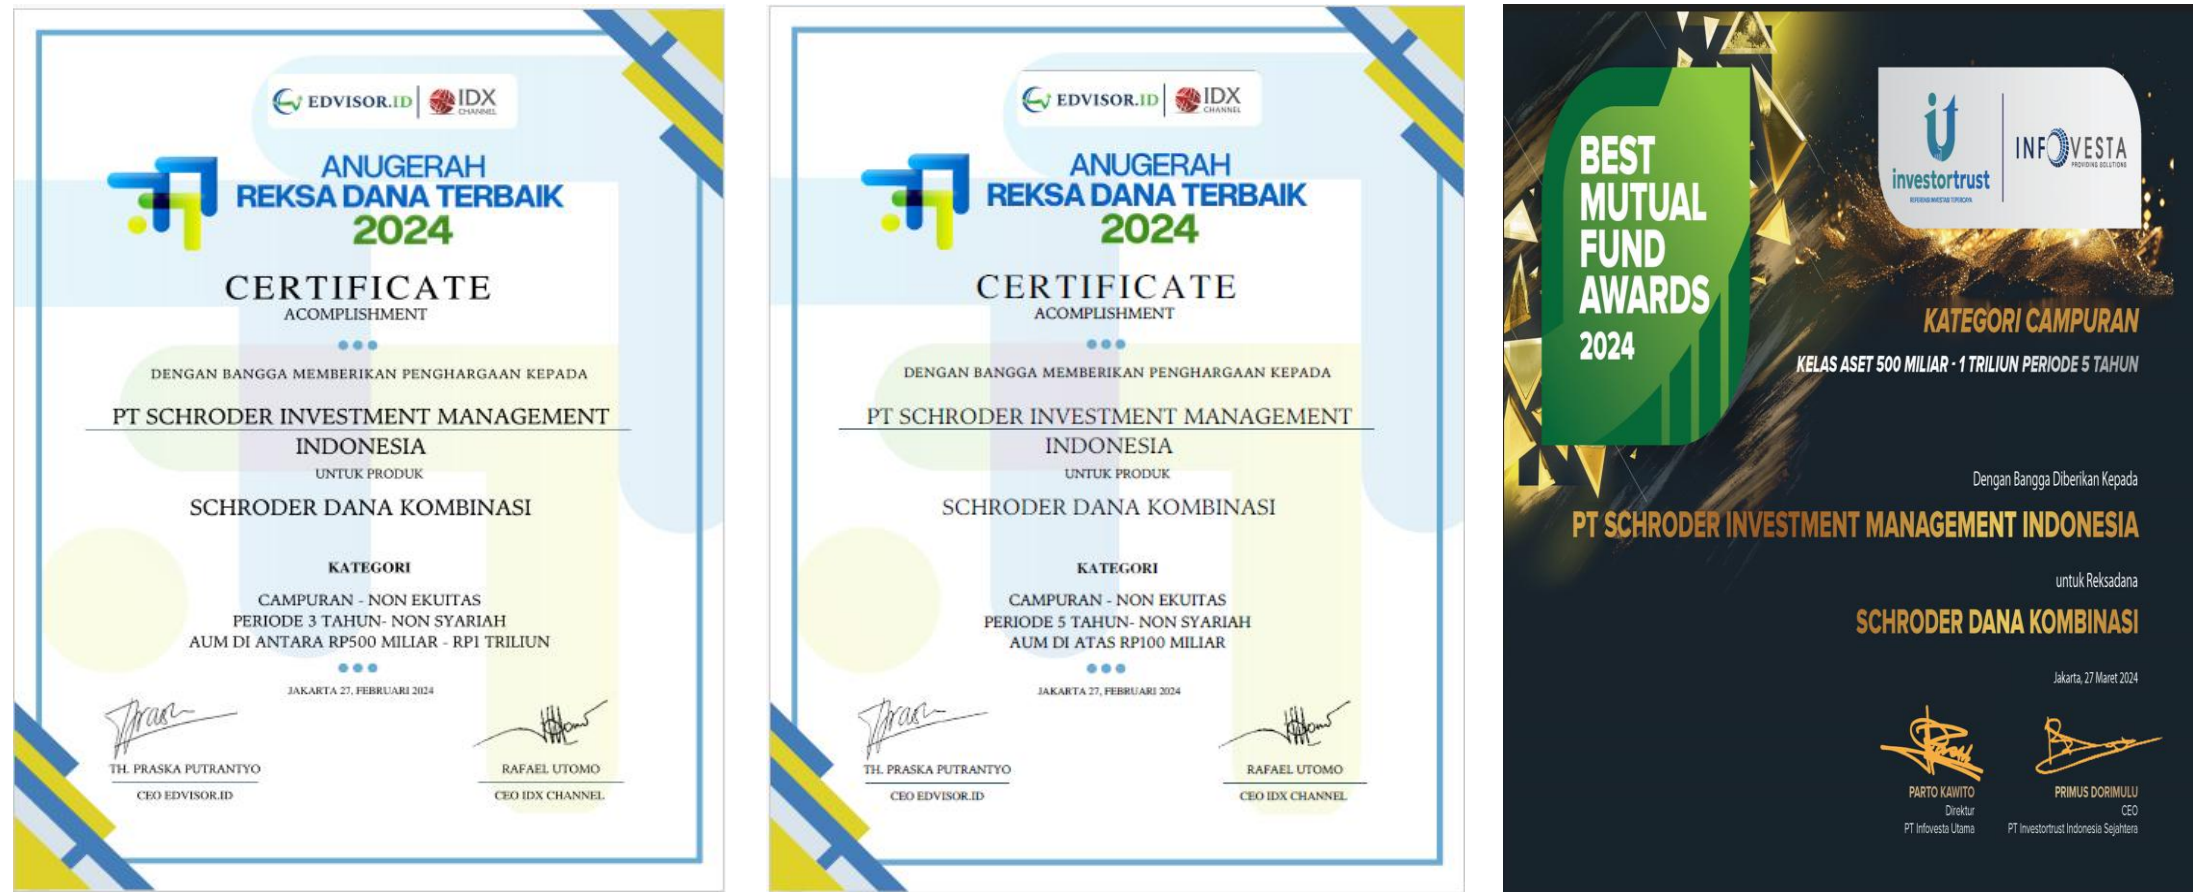 EDVISOR.ID
IDX
CHANNEL
ANUGERAH
REKSA DANA TERBAIK
2024
CERTIFICATE
ACOMPLISHMENT
DENGAN BANGGA MEMBERIKAN PENGHARGAAN KEPADA
PT SCHRODER INVESTMENT MANAGEMENT
INDONESIA
UNTUK PRODUK
SCHRODER DANA KOMBINASI
KATEGORI
CAMPURAN - NON EKUITAS
PERIODE 3 TAHUN- NON SYARIAH
AUM DI ANTARA RP500 MILIAR - RP1 TRILIUN
JAKARTA 27, FEBRUARI 2024
TH. PRASKA PUTRANTYO
CEO EDVISOR.ID
RAFAEL UTOMO
CEO IDX CHANNEL
EDVISOR.ID
IDX
CHANNEL
ANUGERAH
REKSA DANA TERBAIK
2024
CERTIFICATE
ACOMPLISHMENT
DENGAN BANGGA MEMBERIKAN PENGHARGAAN KEPADA
PT SCHRODER INVESTMENT MANAGEMENT
INDONESIA
UNTUK PRODUK
SCHRODER DANA KOMBINASI
KATEGORI
CAMPURAN - NON EKUITAS
PERIODE 5 TAHUN- NON SYARIAH
AUM DI ATAS RP100 MILIAR
JAKARTA 27, FEBRUARI 2024
TH. PRASKA PUTRANTYO
CEO EDVISOR.ID
RAFAEL UTOMO
CEO IDX CHANNEL
BEST
MUTUAL
FUND
AWARDS
2024
investortrust
REFERENSI INVESTASI TEPERCAYA
INFOVESTA
PROVIDING SOLUTIONS
KATEGORI CAMPURAN
KELAS ASET 500 MILIAR - 1 TRILIUN PERIODE 5 TAHUN
Dengan Bangga Diberikan Kepada
PT SCHRODER INVESTMENT MANAGEMENT INDONESIA
untuk Reksadana
SCHRODER DANA KOMBINASI
Jakarta, 27 Maret 2024
PARTO KAWITO
Direktur
PT Infovesta Utama
PRIMUS DORIMULU
CEO
PT Investortrust Indonesia Sejahtera